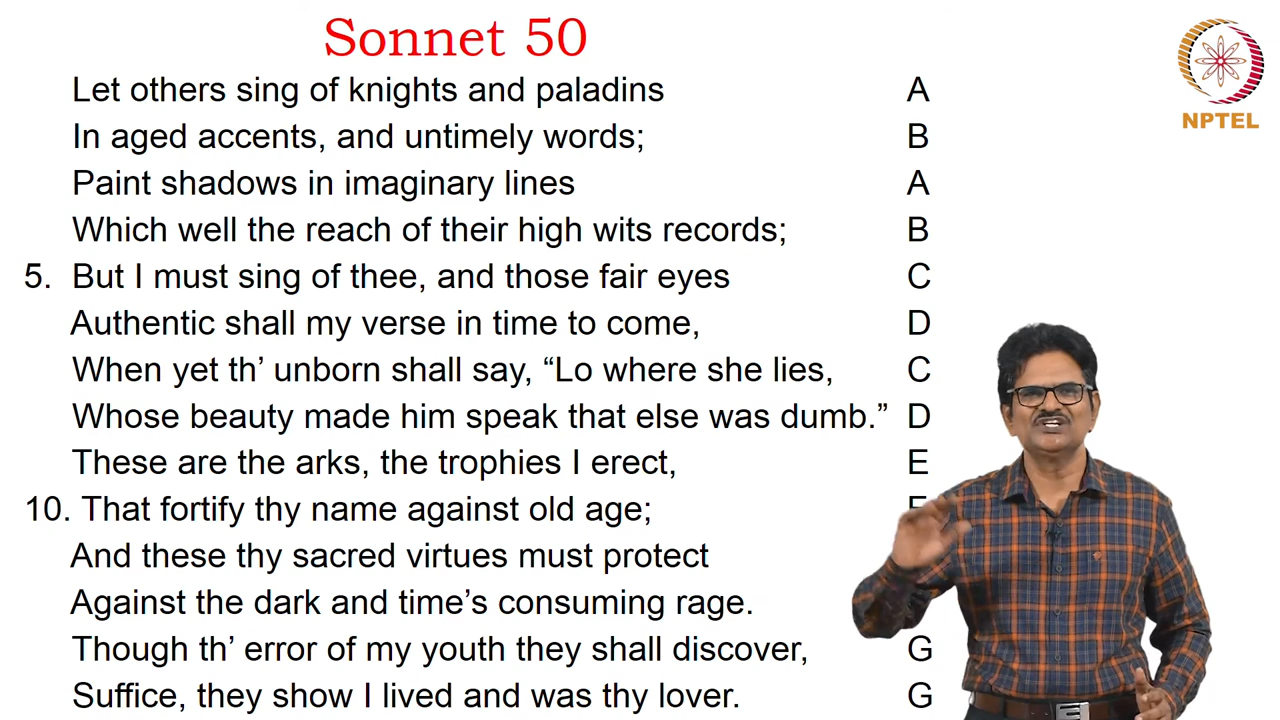 Sonnet 50
Let others sing of knights and paladins A
In aged accents, and untimely words; B
Paint shadows in imaginary lines A
Which well the reach of their high wits records; B
5. But I must sing of thee, and those fair eyes C
Authentic shall my verse in time to come, D
When yet th’ unborn shall say, “Lo where she lies, C
Whose beauty made him speak that else was dumb.” D
These are the arks, the trophies I erect, E
10. That fortify thy name against old age;
And these thy sacred virtues must protect
Against the dark and time’s consuming rage.
Though th’ error of my youth they shall discover, G
Suffice, they show I lived and was thy lover. G
NPTEL